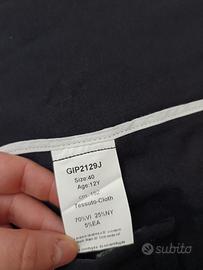 GIP2129J
Size:40
Age:12Y
Tessuto-Cloth
70%VI 25%NY
5%EA
subito